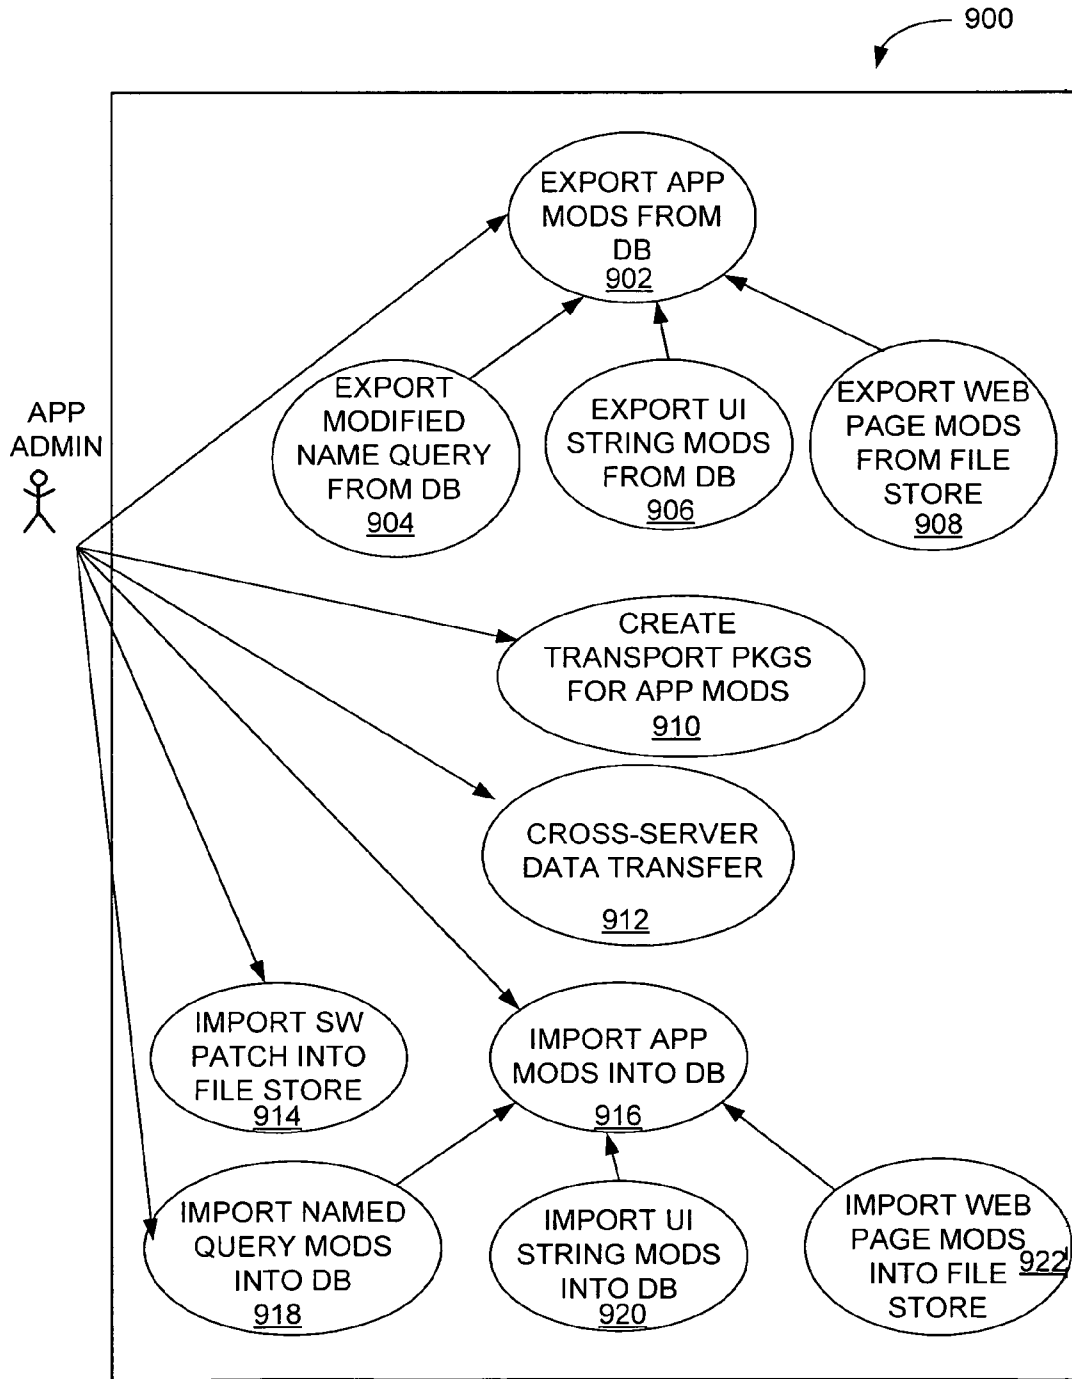 900
EXPORT APP
MODS FROM
DB
902
EXPORT
MODIFIED
NAME QUERY
FROM DB
904
EXPORT UI
STRING MODS
FROM DB
906
EXPORT WEB
PAGE MODS
FROM FILE
STORE
908
APP
ADMIN
CREATE
TRANSPORT PKGS
FOR APP MODS
910
CROSS-SERVER
DATA TRANSFER
912
IMPORT SW
PATCH INTO
FILE STORE
914
IMPORT APP
MODS INTO DB
916
IMPORT NAMED
QUERY MODS
INTO DB
918
IMPORT UI
STRING MODS
INTO DB
920
IMPORT WEB
PAGE MODS
INTO FILE
STORE
922